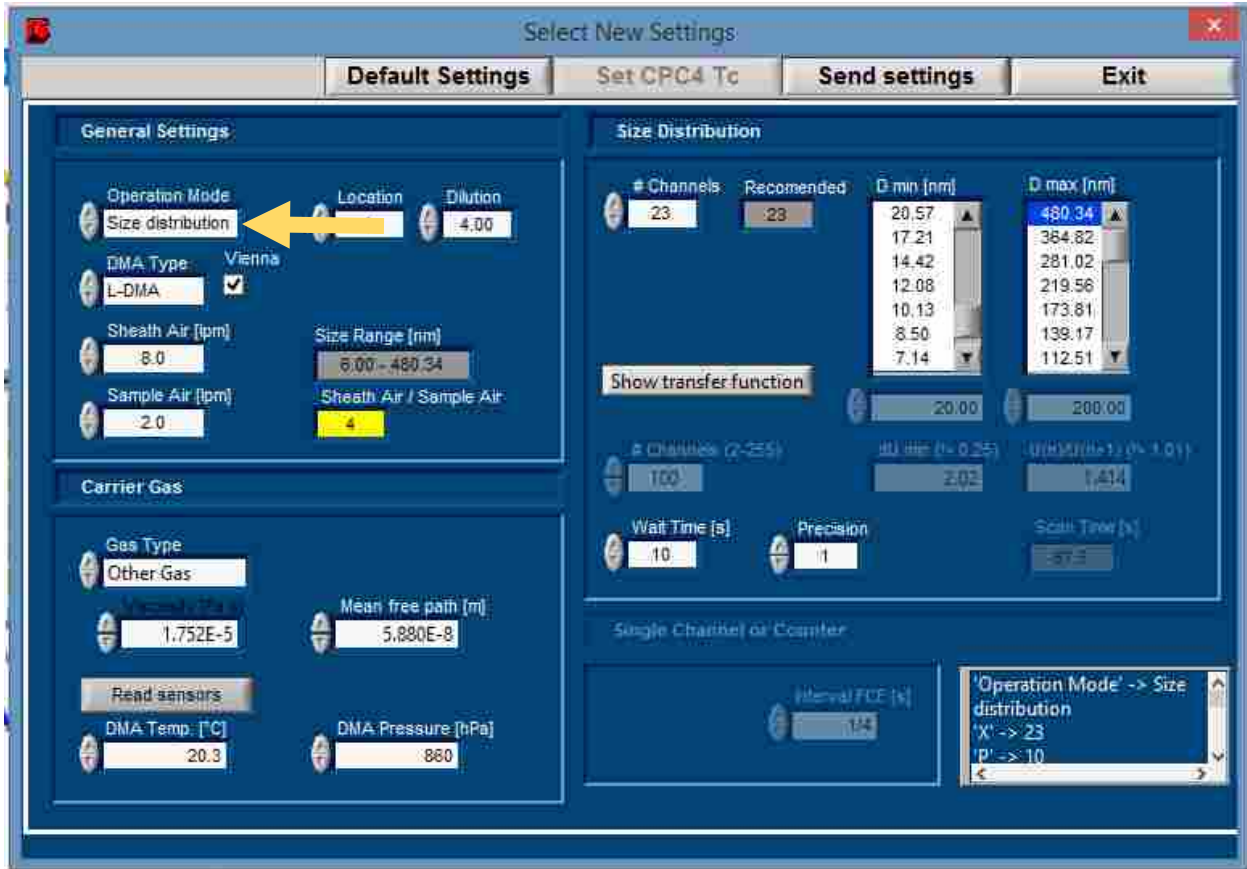 Select New Settings
Default Settings
Set CPC4 Tc
Send settings
Exit
General Settings
Operation Mode
Size distribution
Location
Dilution
4.00
DMA Type
L-DMA
Vienna
Sheath Air [lpm]
8.0
Size Range [nm]
6.00 - 480.34
Sample Air [lpm]
2.0
Sheath Air / Sample Air
4
Carrier Gas
Gas Type
Other Gas
1.752E-5
Mean free path [m]
5.880E-8
Read sensors
DMA Temp. [°C]
20.3
DMA Pressure [hPa]
860
Size Distribution
# Channels
23
Recomended
23
D min [nm]
20.57
17.21
14.42
12.08
10.13
8.50
7.14
20.00
D max [nm]
480.34
364.82
281.02
219.56
173.81
139.17
112.51
200.00
Show transfer function
# Channels (2-255)
100
dU min (> 0.25)
2.02
U(n)/U(n+1) (> 1.01)
1.414
Wait Time [s]
10
Precision
1
Scan Time [s]
Single Channel or Counter
Interval FCE [s]
1/4
'Operation Mode' -> Size
distribution
'X' -> 23
'P' -> 10